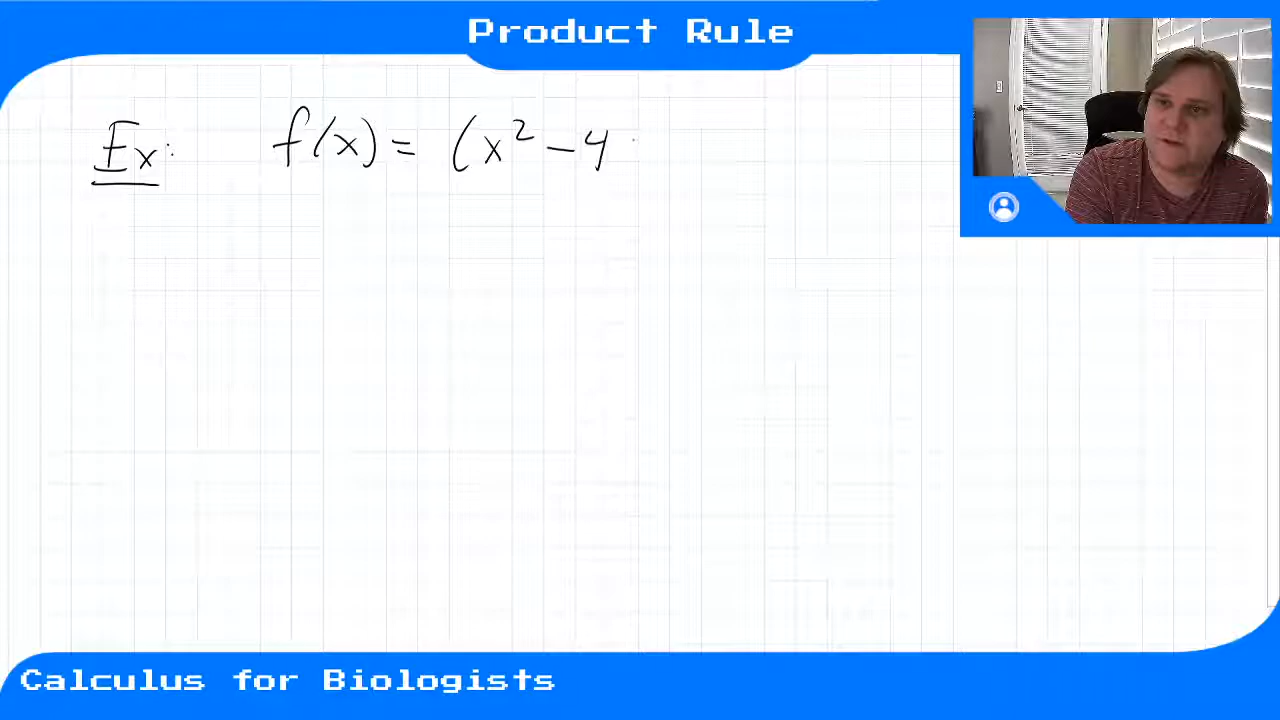 Product Rule
Ex: f(x) = (x² - 4
Calculus for Biologists